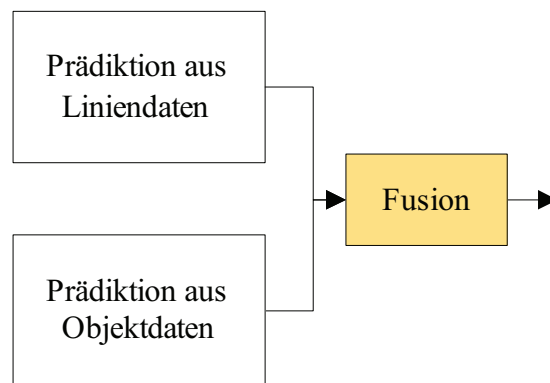 Prädiktion aus
Liniendaten
Fusion
Prädiktion aus
Objektdaten